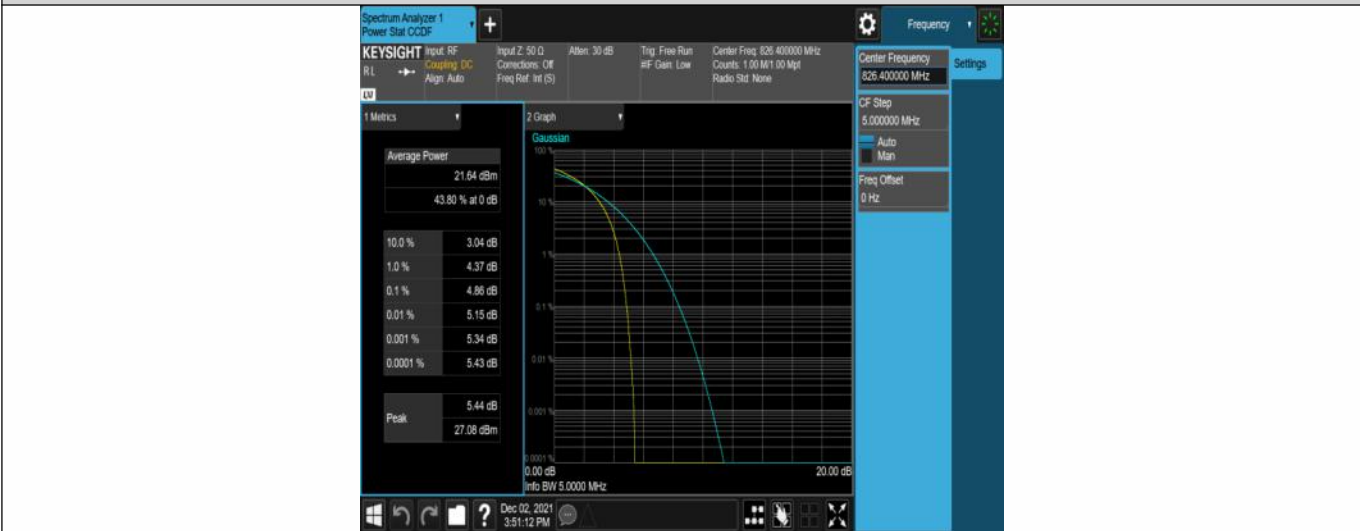 Spectrum Analyzer 1
Power Stat CCDF
+
Frequency
KEYSIGHT
RL
LXI
Input: RF
Coupling: DC
Align: Auto
Input Z: 50 Ω
Corrections: Off
Freq Ref: Int (S)
Atten: 30 dB
Trig: Free Run
#IF Gain: Low
Center Freq: 826.400000 MHz
Counts: 1.00 M/1.00 Mpt
Radio Std: None
Center Frequency
826.400000 MHz
Settings
CF Step
5.000000 MHz
Auto
Man
Freq Offset
0 Hz
1 Metrics
Average Power
21.64 dBm
43.80 % at 0 dB
10.0 % 3.04 dB
1.0 % 4.37 dB
0.1 % 4.86 dB
0.01 % 5.15 dB
0.001 % 5.34 dB
0.0001 % 5.43 dB
Peak
5.44 dB
27.08 dBm
2 Graph
Gaussian
100 %
10 %
1 %
0.1 %
0.01 %
0.001 %
0.0001 %
0.00 dB 20.00 dB
Info BW 5.0000 MHz
? Dec 02, 2021
3:51:12 PM